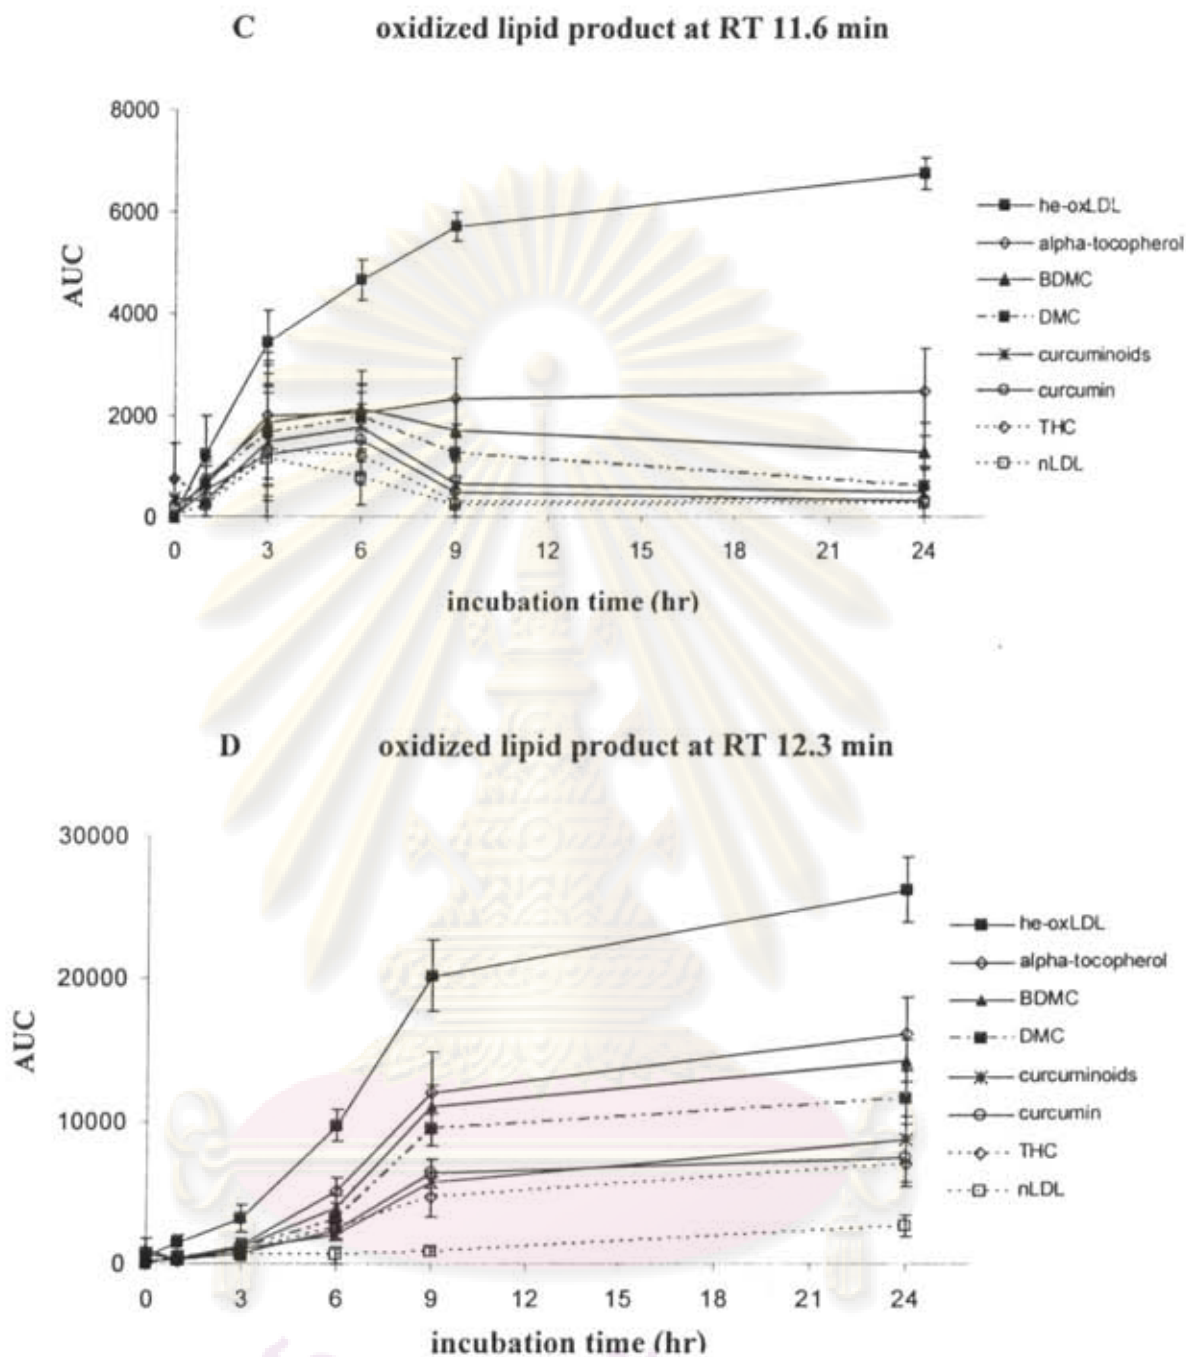 C oxidized lipid product at RT 11.6 min
8000
6000
4000
2000
0
AUC
0 3 6 9 12 15 18 21 24
incubation time (hr)
he-oxLDL
alpha-tocopherol
BDMC
DMC
curcuminoids
curcumin
THC
nLDL
D oxidized lipid product at RT 12.3 min
30000
20000
10000
0
AUC
0 3 6 9 12 15 18 21 24
incubation time (hr)
he-oxLDL
alpha-tocopherol
BDMC
DMC
curcuminoids
curcumin
THC
nLDL